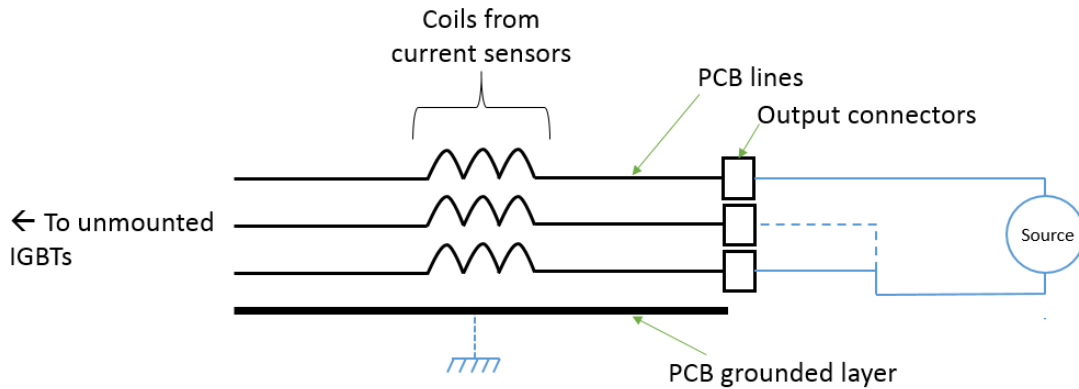 Coils from
current sensors
PCB lines
Output connectors
← To unmounted
IGBTs
Source
PCB grounded layer